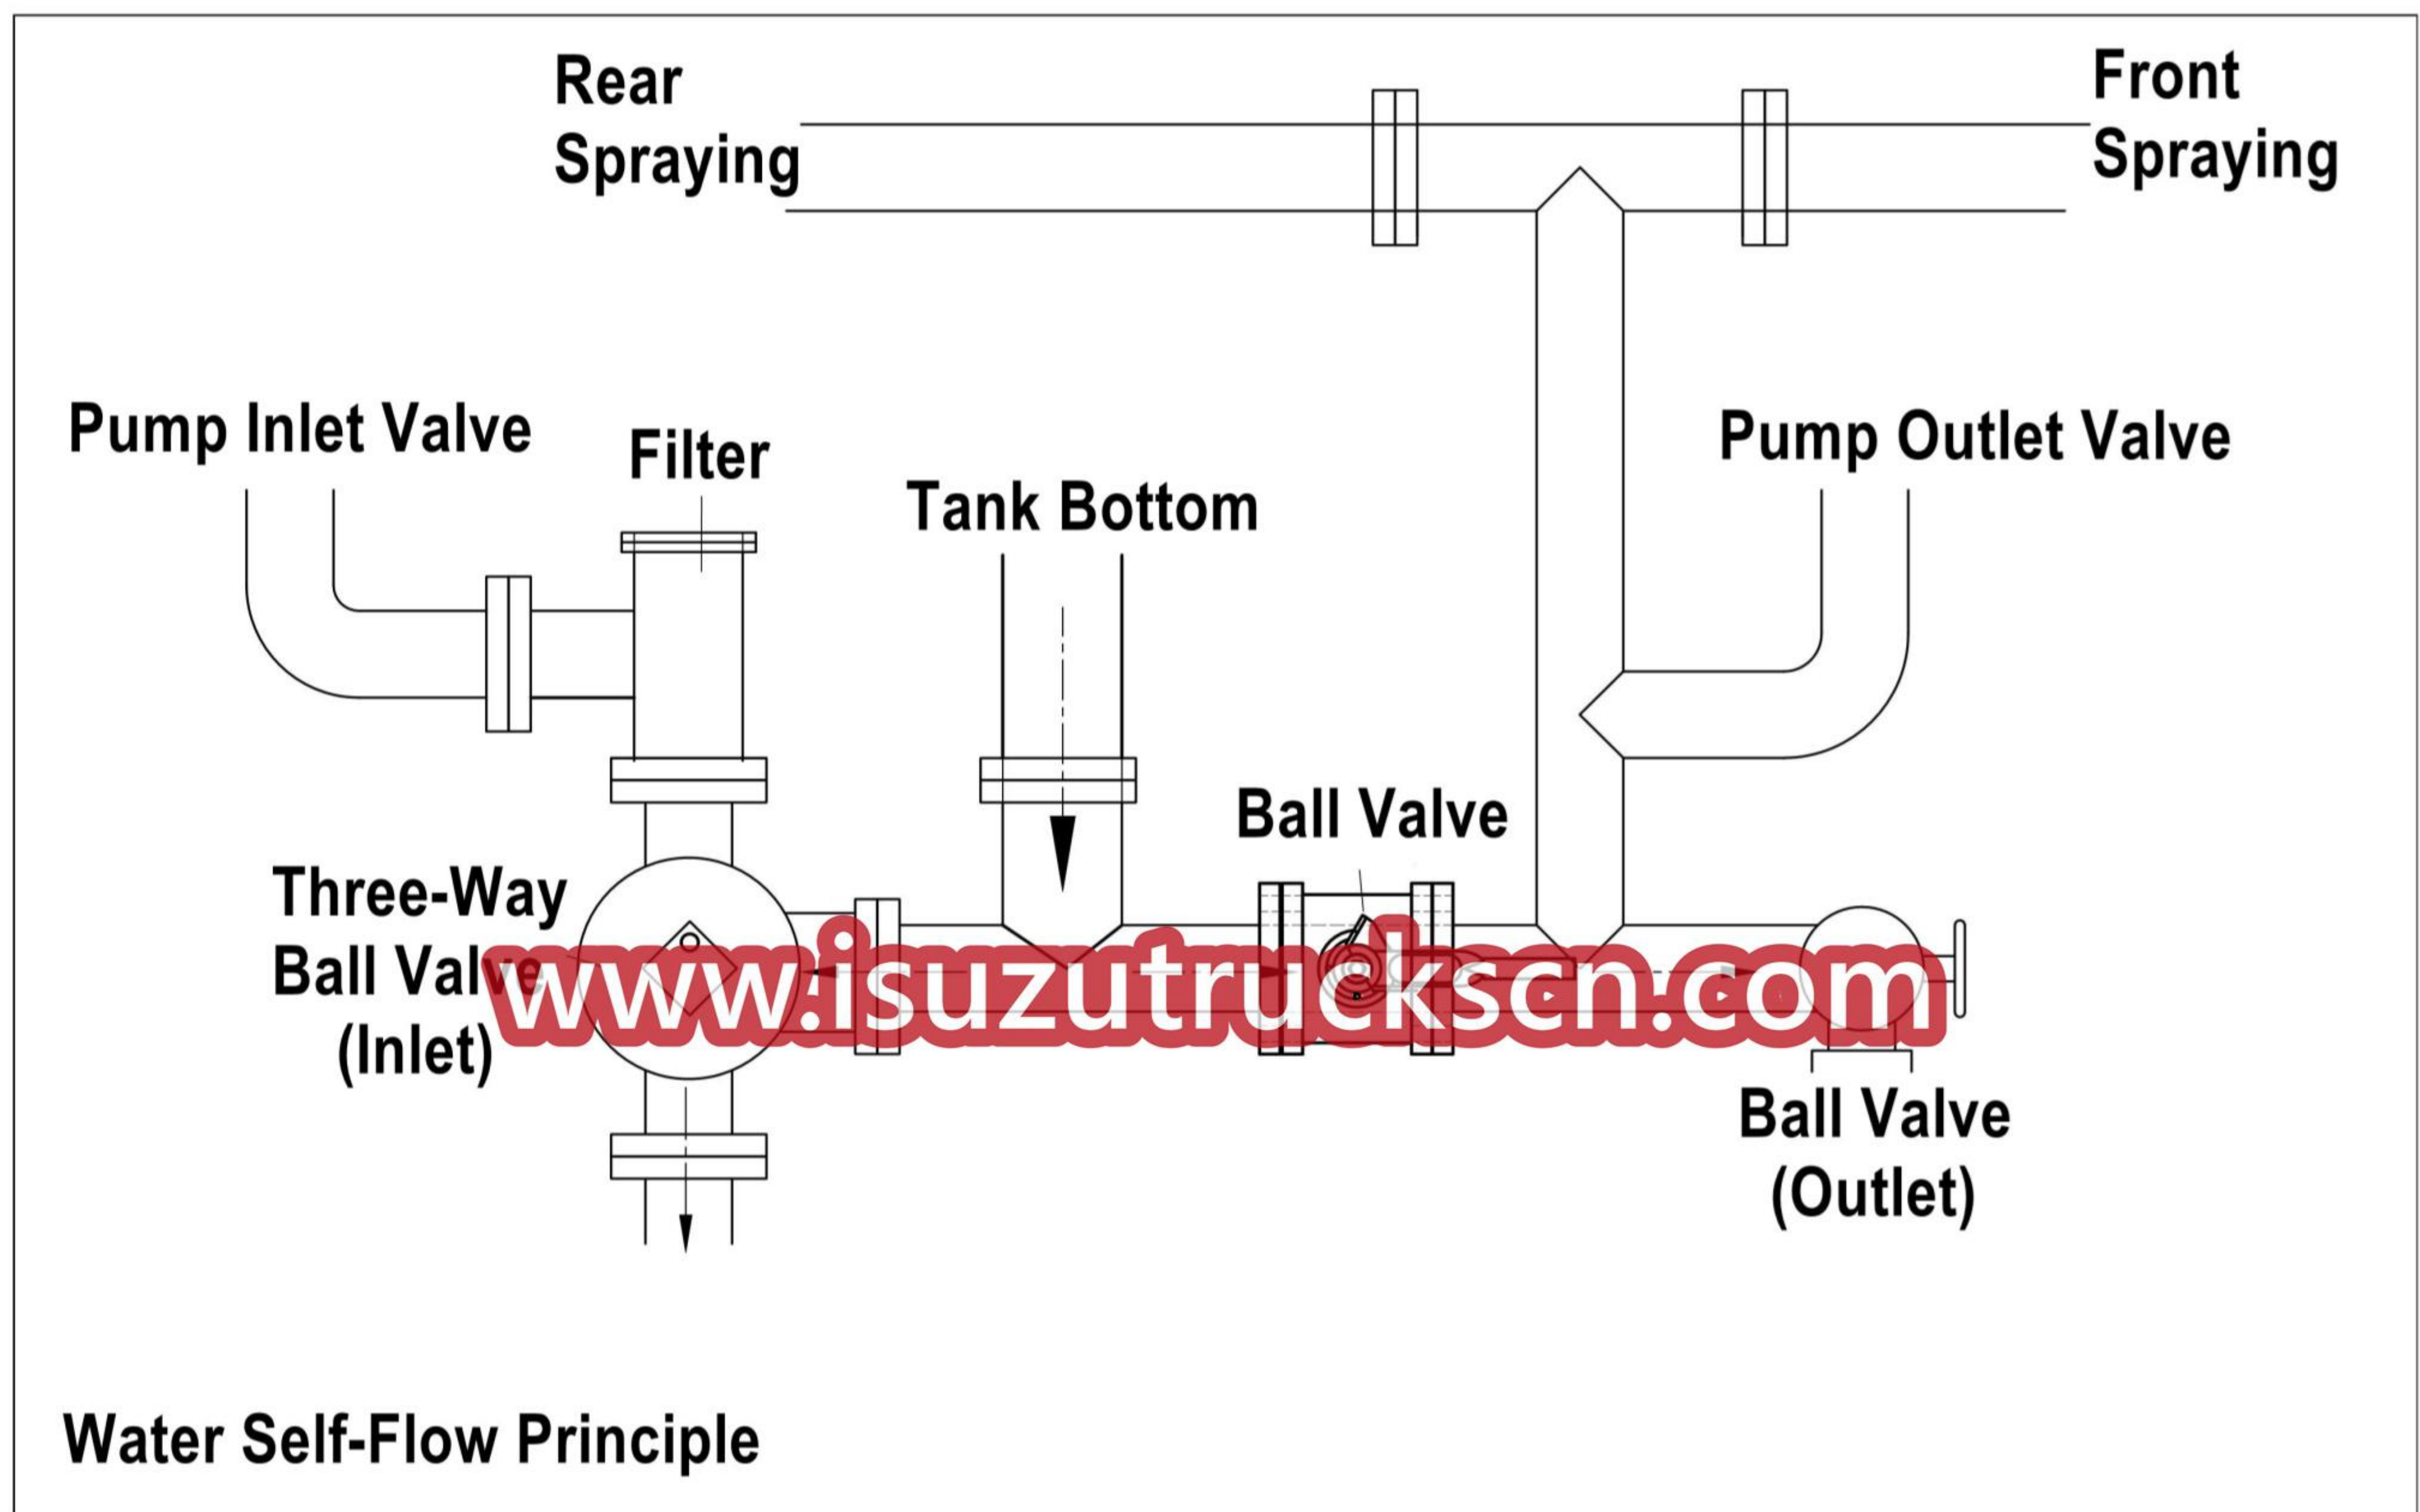 Rear
Spraying
Front
Spraying
Pump Inlet Valve
Filter
Tank Bottom
Pump Outlet Valve
Ball Valve
Three-Way
Ball Valve
(Inlet)
www.isuzutruckscn.com
Ball Valve
(Outlet)
Water Self-Flow Principle